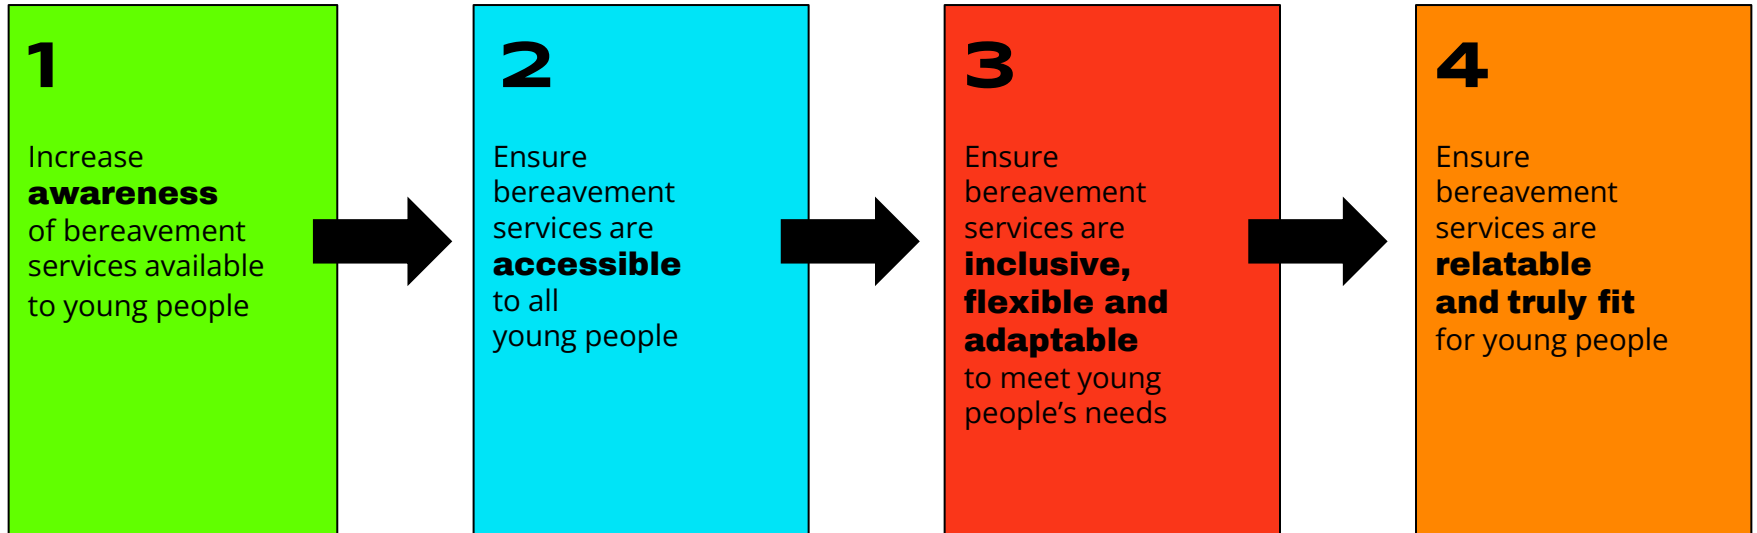 1
Increase
awareness
of bereavement
services available
to young people
2
Ensure
bereavement
services are
accessible
to all
young people
3
Ensure
bereavement
services are
inclusive,
flexible and
adaptable
to meet young
people’s needs
4
Ensure
bereavement
services are
relatable
and truly fit
for young people